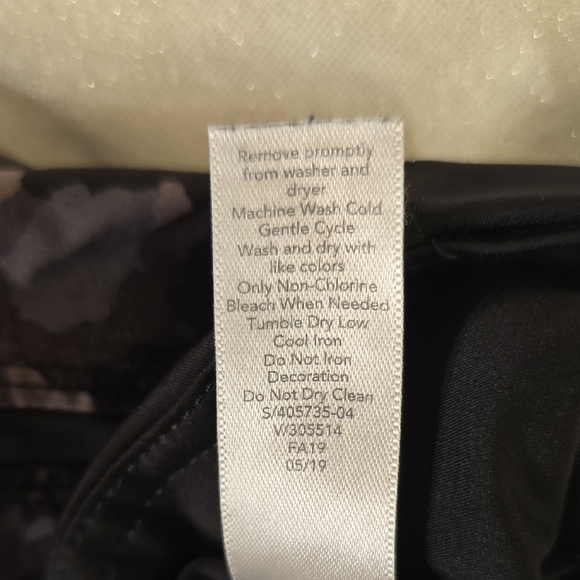 Remove promptly
from washer and
dryer
Machine Wash Cold
Gentle Cycle
Wash and dry with
like colors
Only Non-Chlorine
Bleach When Needed
Tumble Dry Low
Cool Iron
Do Not Iron
Decoration
Do Not Dry Clean
S/405735-04
V/305514
FA19
05/19